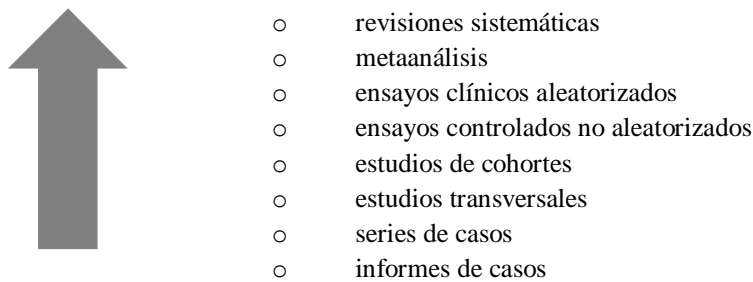 o revisiones sistemáticas
o metaanálisis
o ensayos clínicos aleatorizados
o ensayos controlados no aleatorizados
o estudios de cohortes
o estudios transversales
o series de casos
o informes de casos